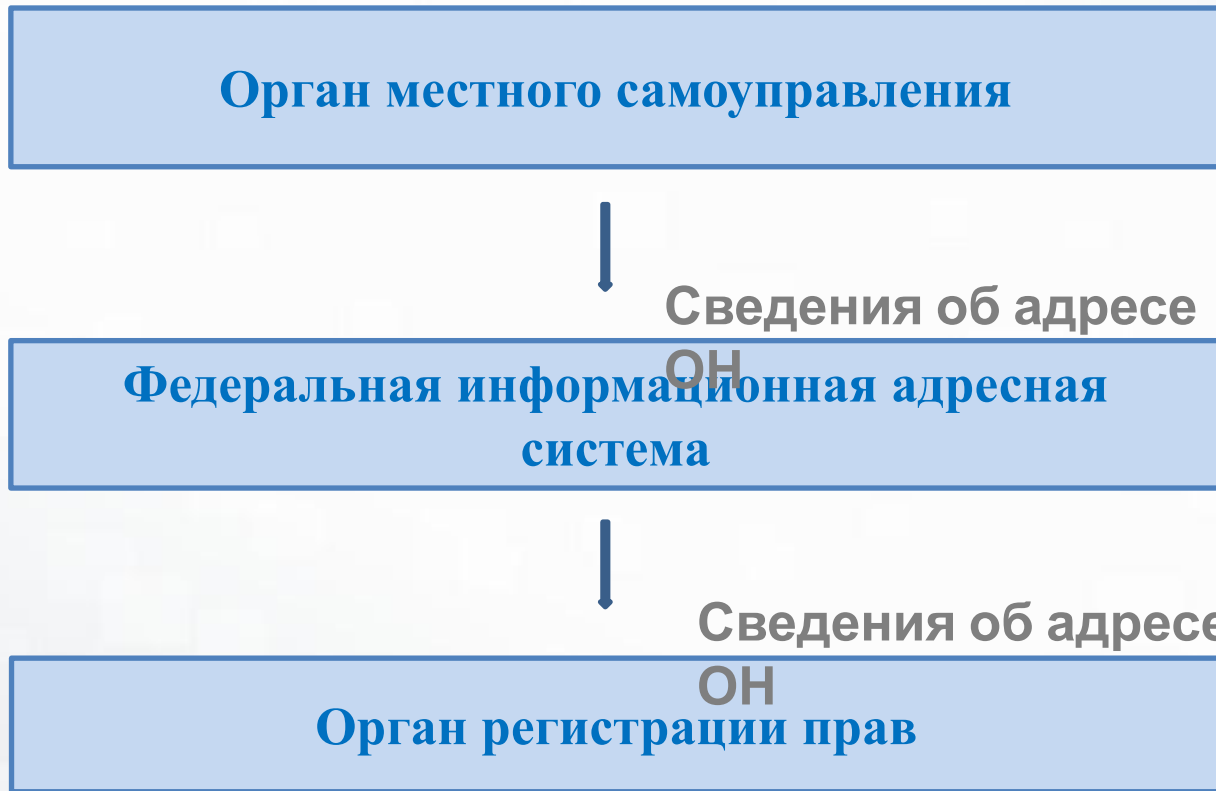 Орган местного самоуправления
Сведения об адресе
ОН
Федеральная информационная адресная
система
Сведения об адресе
ОН
Орган регистрации прав